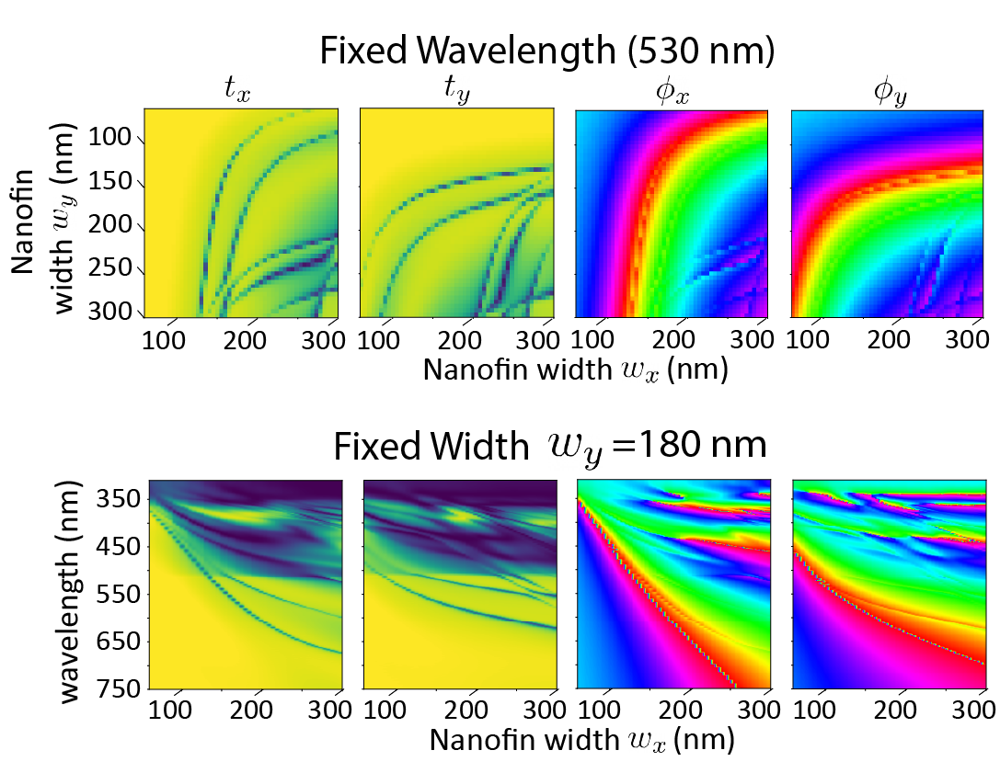 Fixed Wavelength (530 nm)
t_x t_y ϕ_x ϕ_y
Nanofin
width w_y (nm)
100
150
200
250
300
100 200 300 100 200 300 100 200 300 100 200 300
Nanofin width w_x (nm)
Fixed Width w_y =180 nm
wavelength (nm)
350
450
550
650
750
100 200 300 100 200 300 100 200 300 100 200 300
Nanofin width w_x (nm)